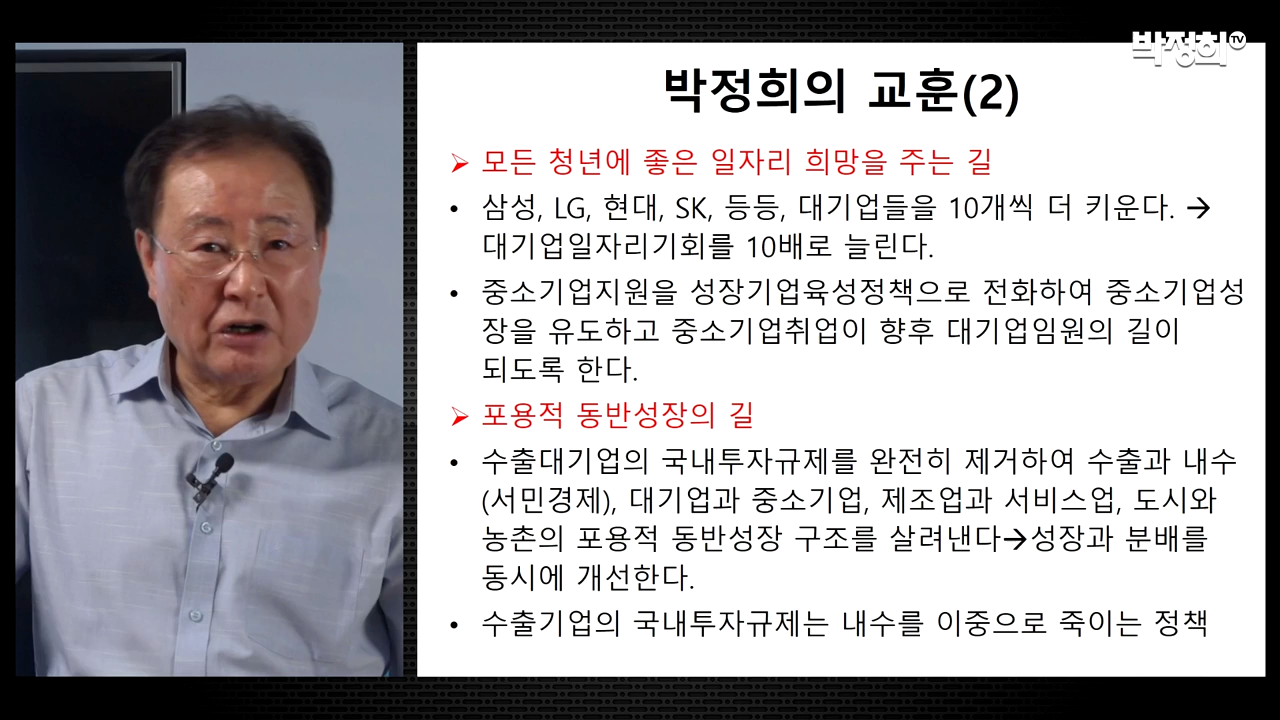 박정희TV
박정희의 교훈(2)
➢ 모든 청년에 좋은 일자리 희망을 주는 길
• 삼성, LG, 현대, SK, 등등, 대기업들을 10개씩 더 키운다. →
대기업일자리기회를 10배로 늘린다.
• 중소기업지원을 성장기업육성정책으로 전화하여 중소기업성
장을 유도하고 중소기업취업이 향후 대기업임원의 길이
되도록 한다.
➢ 포용적 동반성장의 길
• 수출대기업의 국내투자규제를 완전히 제거하여 수출과 내수
(서민경제), 대기업과 중소기업, 제조업과 서비스업, 도시와
농촌의 포용적 동반성장 구조를 살려낸다→성장과 분배를
동시에 개선한다.
• 수출기업의 국내투자규제는 내수를 이중으로 죽이는 정책